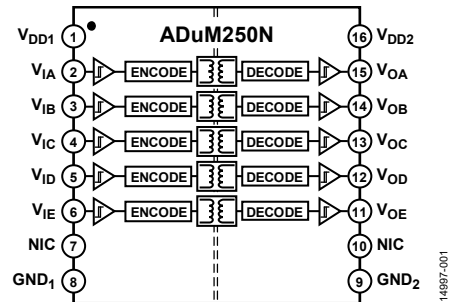 ADuM250N
V_DD1 1 16 V_DD2
V_IA 2 ENCODE DECODE 15 V_OA
V_IB 3 ENCODE DECODE 14 V_OB
V_IC 4 ENCODE DECODE 13 V_OC
V_ID 5 ENCODE DECODE 12 V_OD
V_IE 6 ENCODE DECODE 11 V_OE
NIC 7 10 NIC
GND_1 8 9 GND_2
14997-001